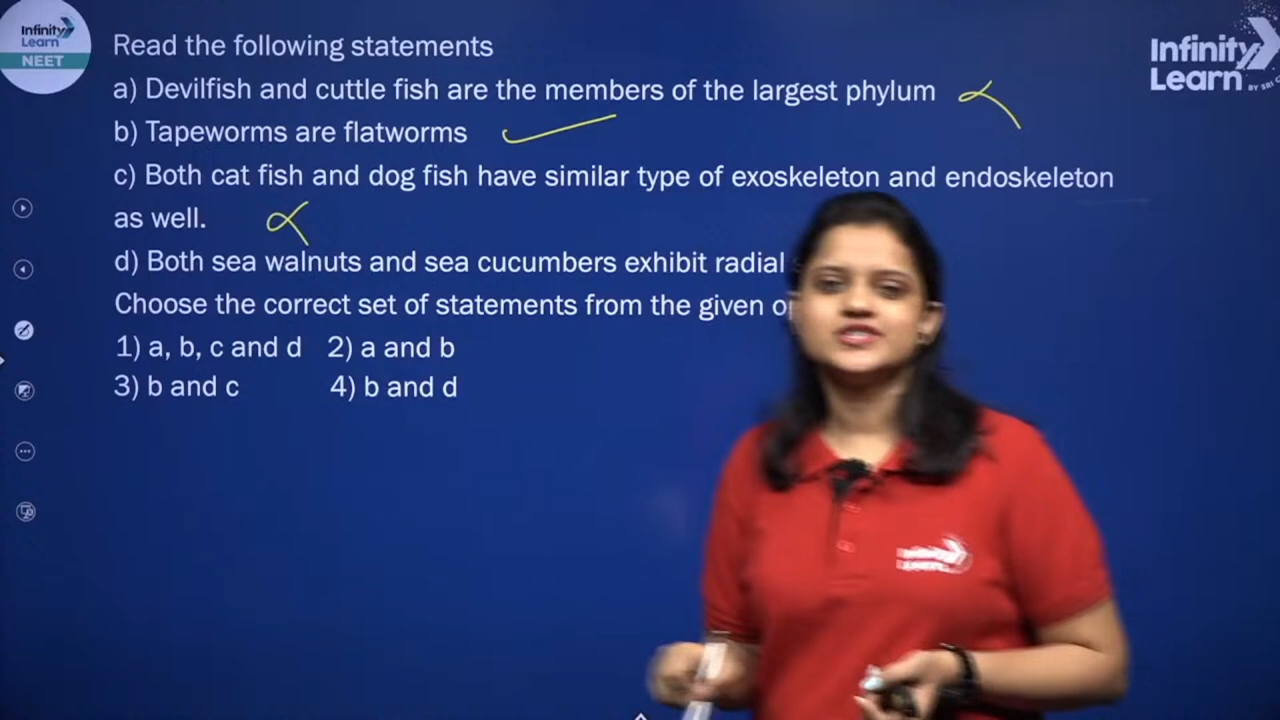 Infinity
Learn
NEET
Infinity
Learn
BY SRI C
Read the following statements
a) Devilfish and cuttle fish are the members of the largest phylum
b) Tapeworms are flatworms
c) Both cat fish and dog fish have similar type of exoskeleton and endoskeleton
as well.
d) Both sea walnuts and sea cucumbers exhibit radial
Choose the correct set of statements from the given o
1) a, b, c and d 2) a and b
3) b and c 4) b and d
Infinity